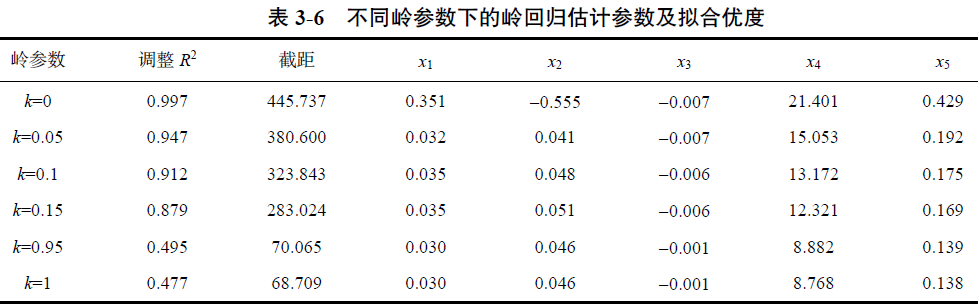 表 3-6 不同岭参数下的岭回归估计参数及拟合优度
岭参数 调整 R² 截距 x₁ x₂ x₃ x₄ x₅
k=0 0.997 445.737 0.351 −0.555 −0.007 21.401 0.429
k=0.05 0.947 380.600 0.032 0.041 −0.007 15.053 0.192
k=0.1 0.912 323.843 0.035 0.048 −0.006 13.172 0.175
k=0.15 0.879 283.024 0.035 0.051 −0.006 12.321 0.169
k=0.95 0.495 70.065 0.030 0.046 −0.001 8.882 0.139
k=1 0.477 68.709 0.030 0.046 −0.001 8.768 0.138